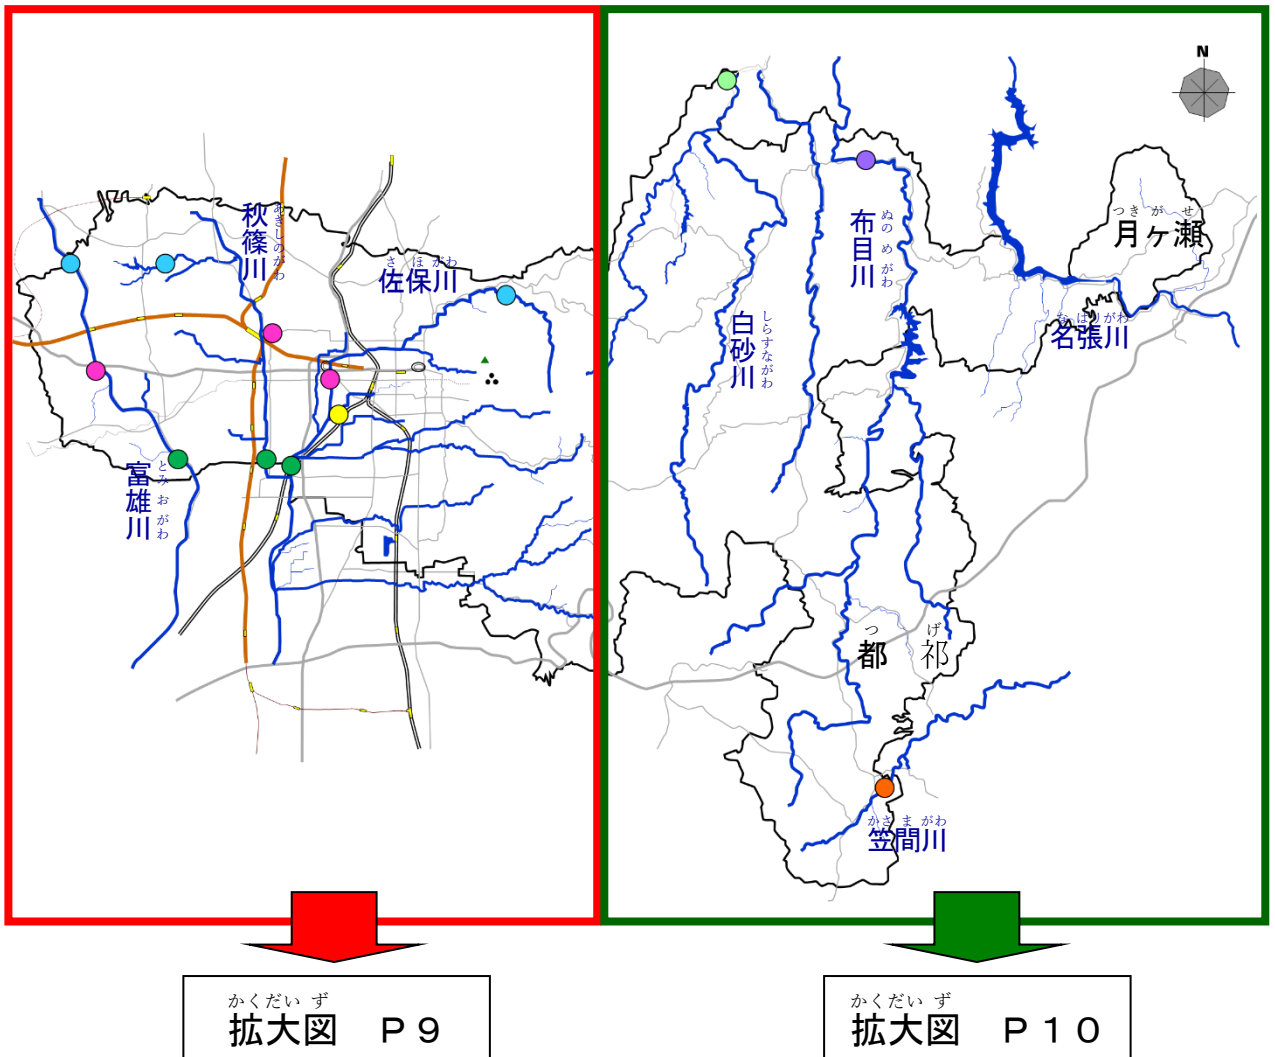 N
つきがせ
月ヶ瀬
あきしのがわ
秋篠川
さほがわ
佐保川
ぬのめがわ
布目川
しらすながわ
白砂川
なばりがわ
名張川
とみおがわ
富雄川
つげ
都祁
かさまがわ
笠間川
かくだいず
拡大図 P9
かくだいず
拡大図 P10